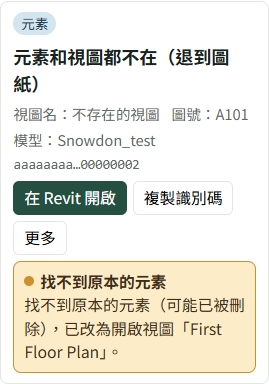 元素
元素和視圖都不在（退到圖
紙）
視圖名：不存在的視圖 圖號：A101
模型：Snowdon_test
aaaaaaaa…00000002
在 Revit 開啟 複製識別碼
更多
找不到原本的元素
找不到原本的元素（可能已被刪
除），已改為開啟視圖「First
Floor Plan」。